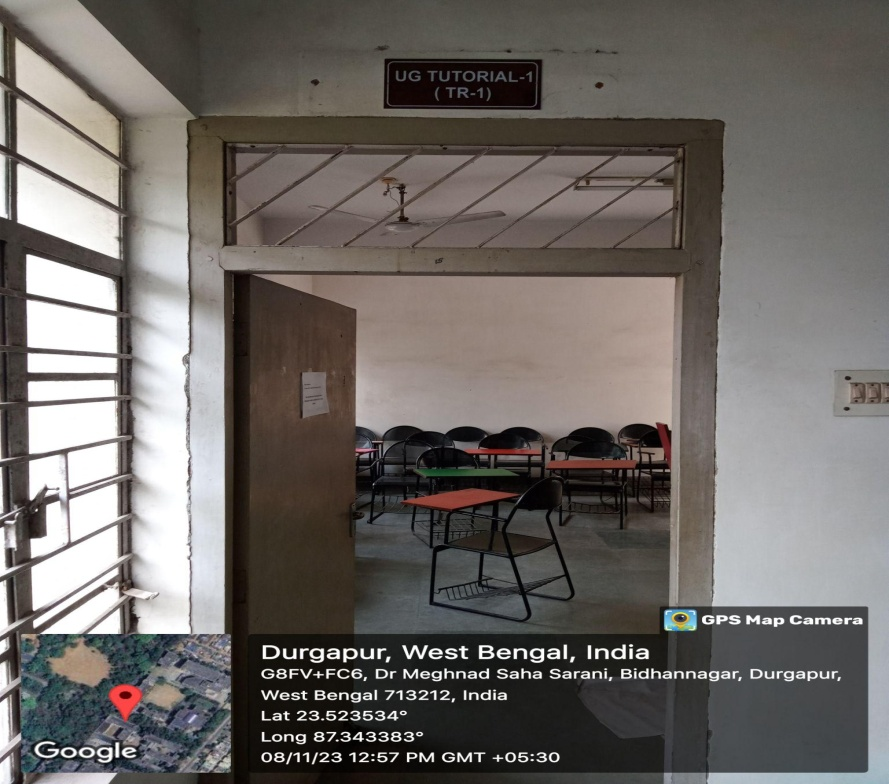 UG TUTORIAL-1
( TR-1)
GPS Map Camera
Durgapur, West Bengal, India
G8FV+FC6, Dr Meghnad Saha Sarani, Bidhannagar, Durgapur,
West Bengal 713212, India
Lat 23.523534°
Long 87.343383°
08/11/23 12:57 PM GMT +05:30
Google